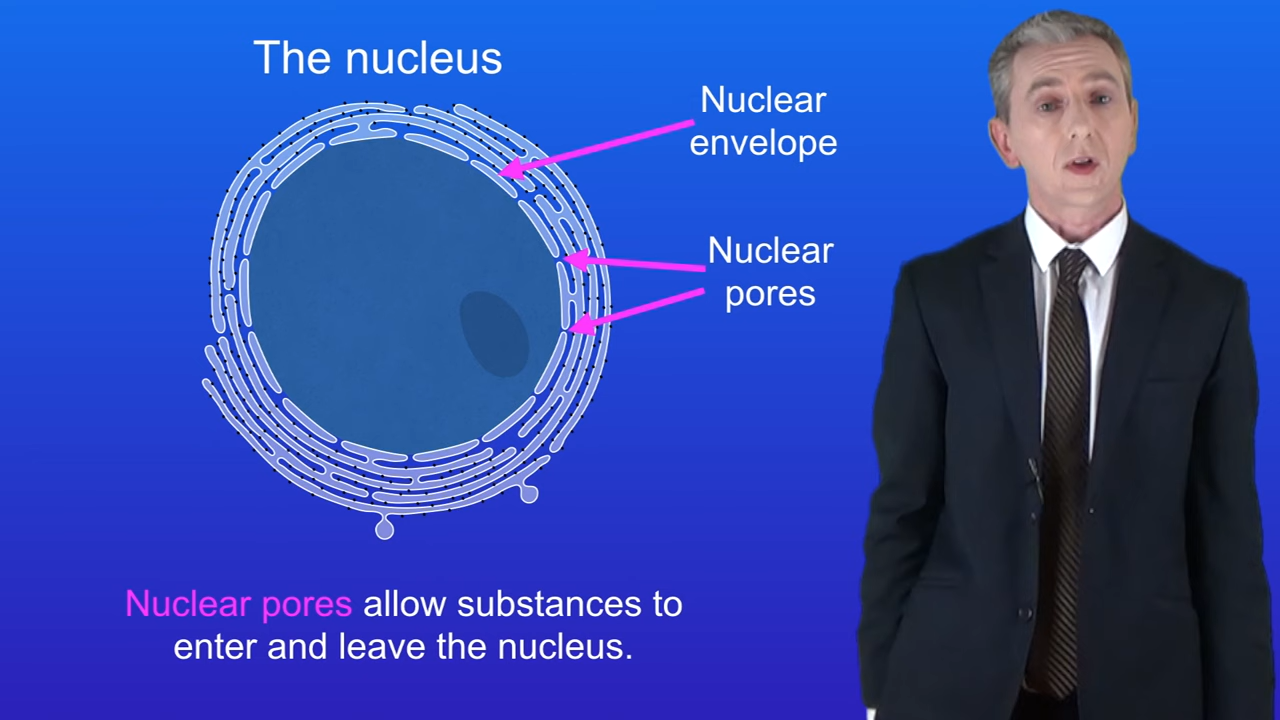 The nucleus
Nuclear
envelope
Nuclear
pores
Nuclear pores allow substances to
enter and leave the nucleus.